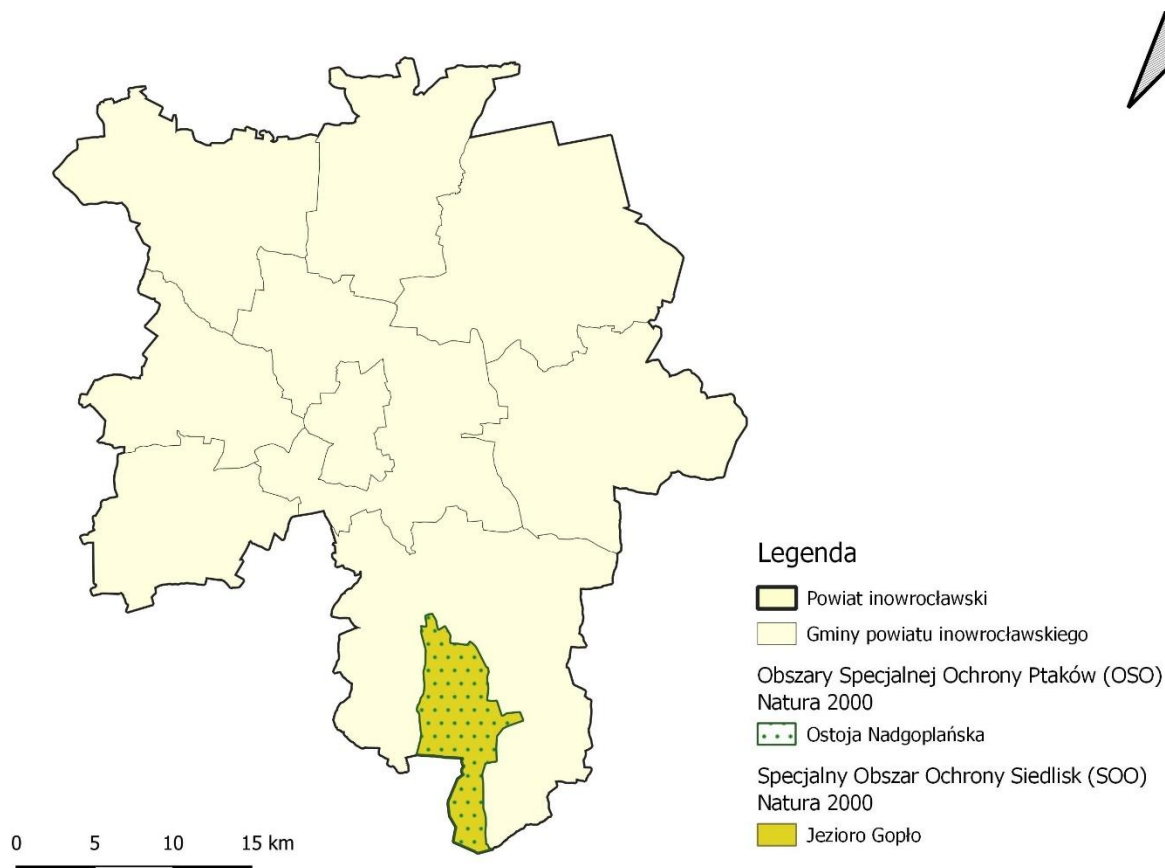 Legenda
Powiat inowrocławski
Gminy powiatu inowrocławskiego
Obszary Specjalnej Ochrony Ptaków (OSO)
Natura 2000
Ostoja Nadgoplańska
Specjalny Obszar Ochrony Siedlisk (SOO)
Natura 2000
Jezioro Gopło
0 5 10 15 km